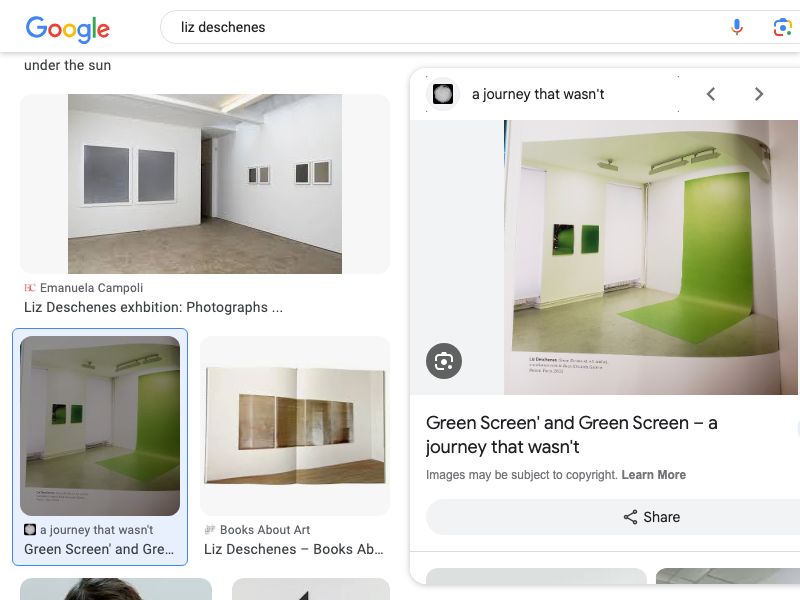 Google
liz deschenes
under the sun
Emanuela Campoli
Liz Deschenes exhbition: Photographs ...
a journey that wasn't
Green Screen' and Gre...
Books About Art
Liz Deschenes – Books Ab...
a journey that wasn't
Liz Deschenes
Green Screen' and Green Screen – a
journey that wasn't
Images may be subject to copyright. Learn More
Share